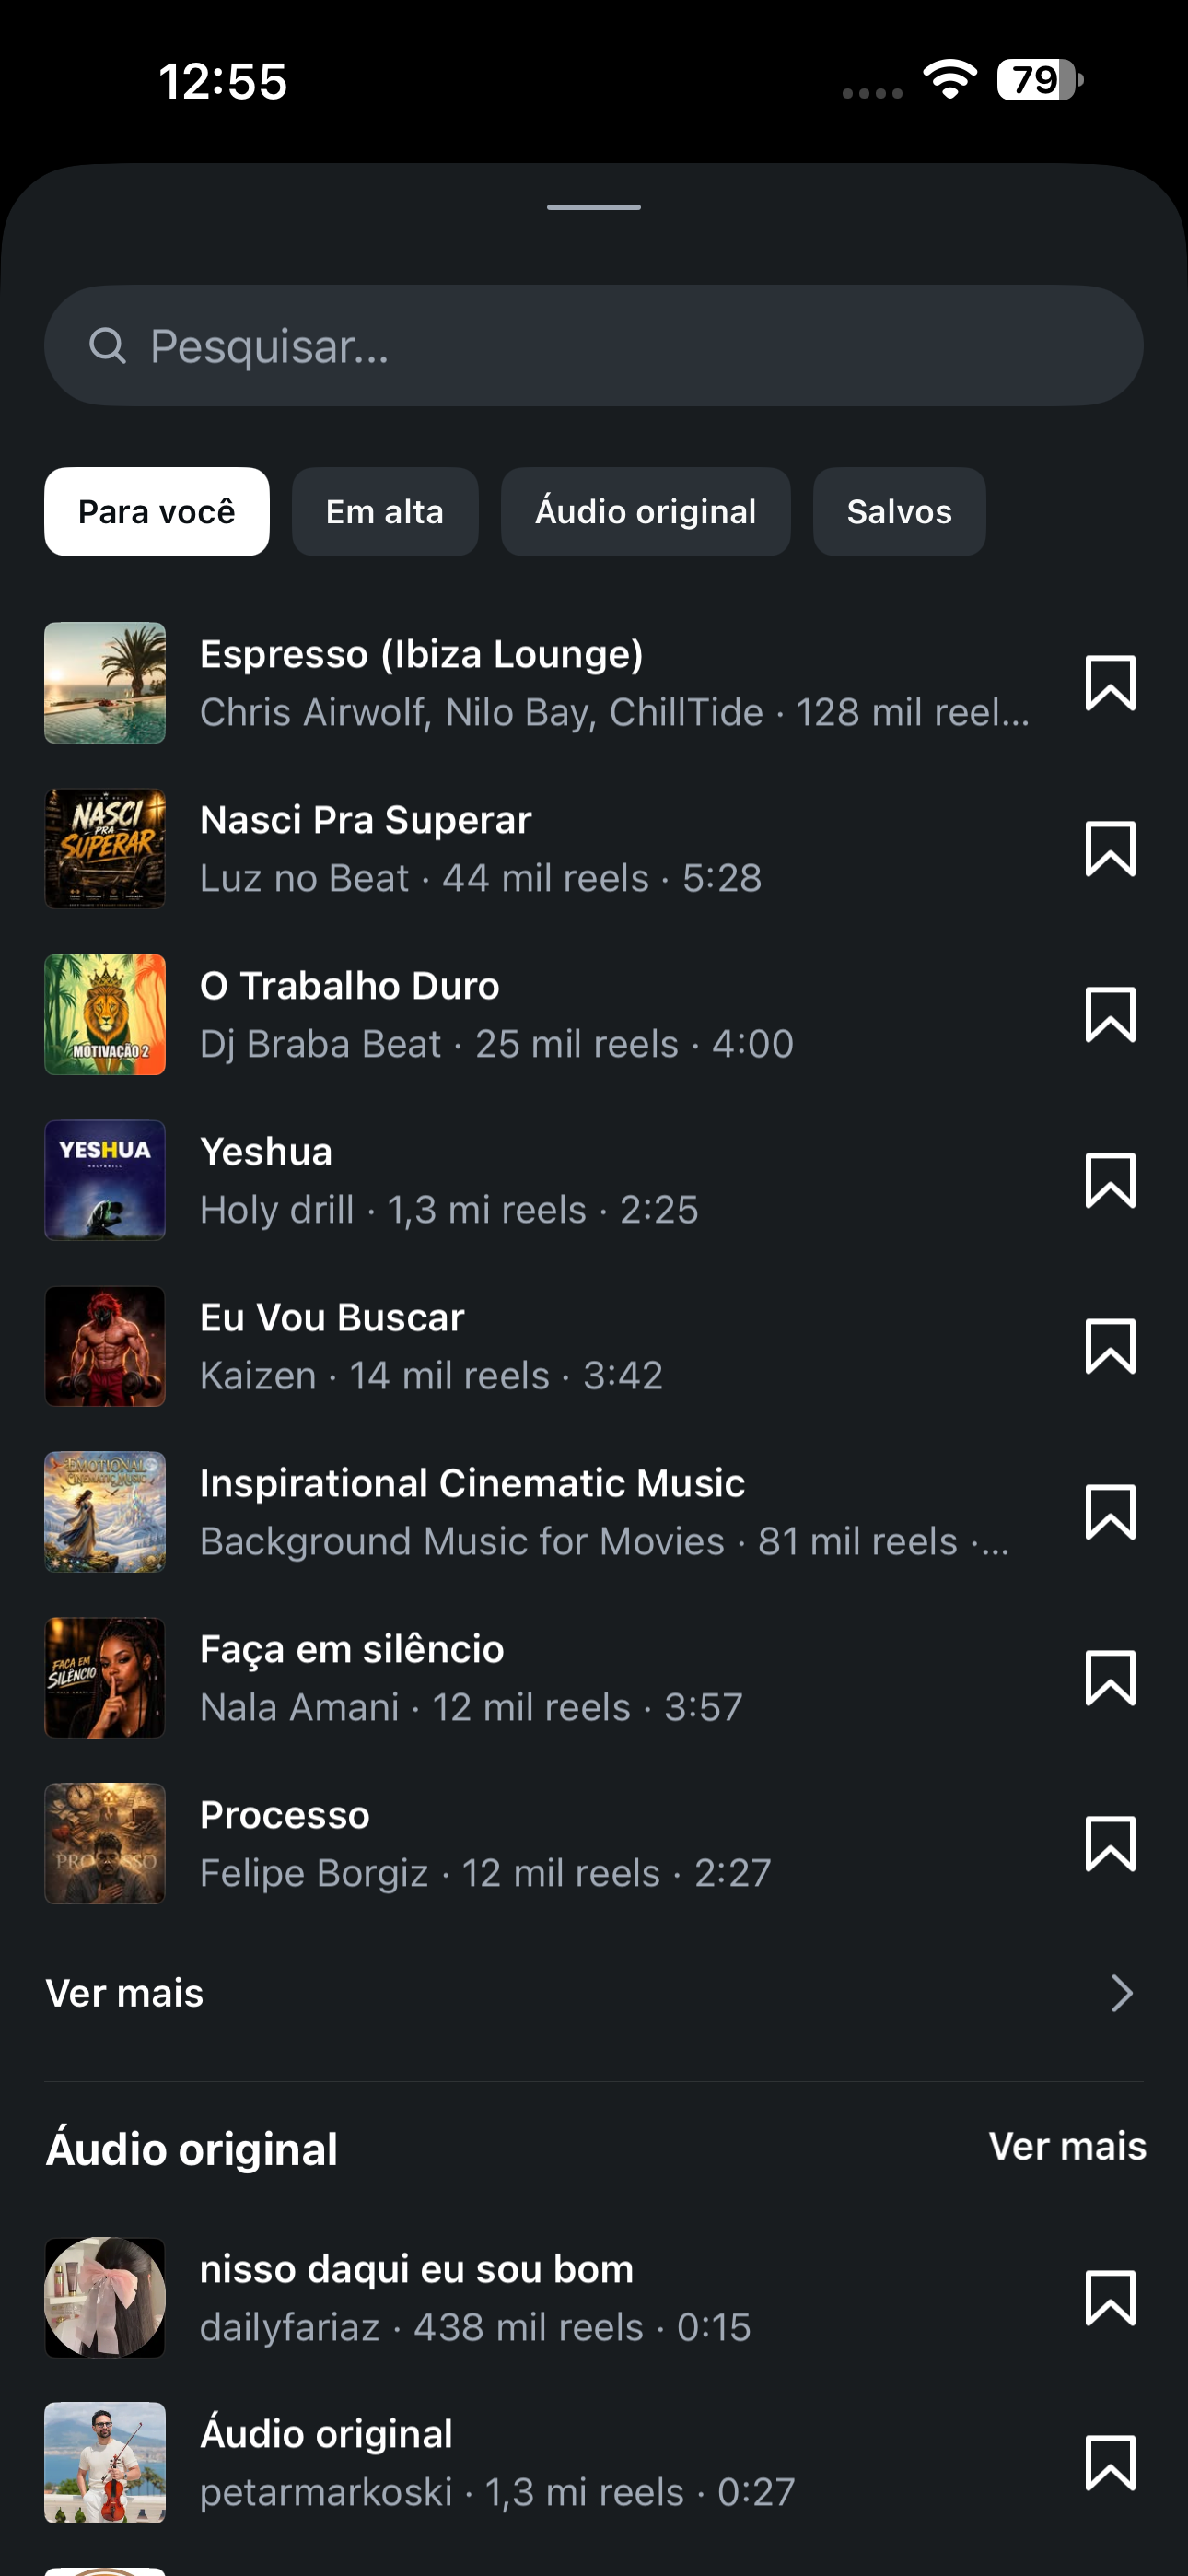 12:55
79
Pesquisar...
Para você
Em alta
Áudio original
Salvos
Espresso (Ibiza Lounge)
Chris Airwolf, Nilo Bay, ChillTide · 128 mil reel...
NASCI
PRA
SUPERAR
Nasci Pra Superar
Luz no Beat · 44 mil reels · 5:28
MOTIVAÇÃO 2
O Trabalho Duro
Dj Braba Beat · 25 mil reels · 4:00
YESHUA
Yeshua
Holy drill · 1,3 mi reels · 2:25
Eu Vou Buscar
Kaizen · 14 mil reels · 3:42
EMOTIONAL
CINEMATIC MUSIC
Inspirational Cinematic Music
Background Music for Movies · 81 mil reels ·...
FAÇA EM
SILÊNCIO
NALA AMANI
Faça em silêncio
Nala Amani · 12 mil reels · 3:57
Processo
Felipe Borgiz · 12 mil reels · 2:27
Ver mais
Áudio original
Ver mais
nisso daqui eu sou bom
dailyfariaz · 438 mil reels · 0:15
Áudio original
petarmarkoski · 1,3 mi reels · 0:27